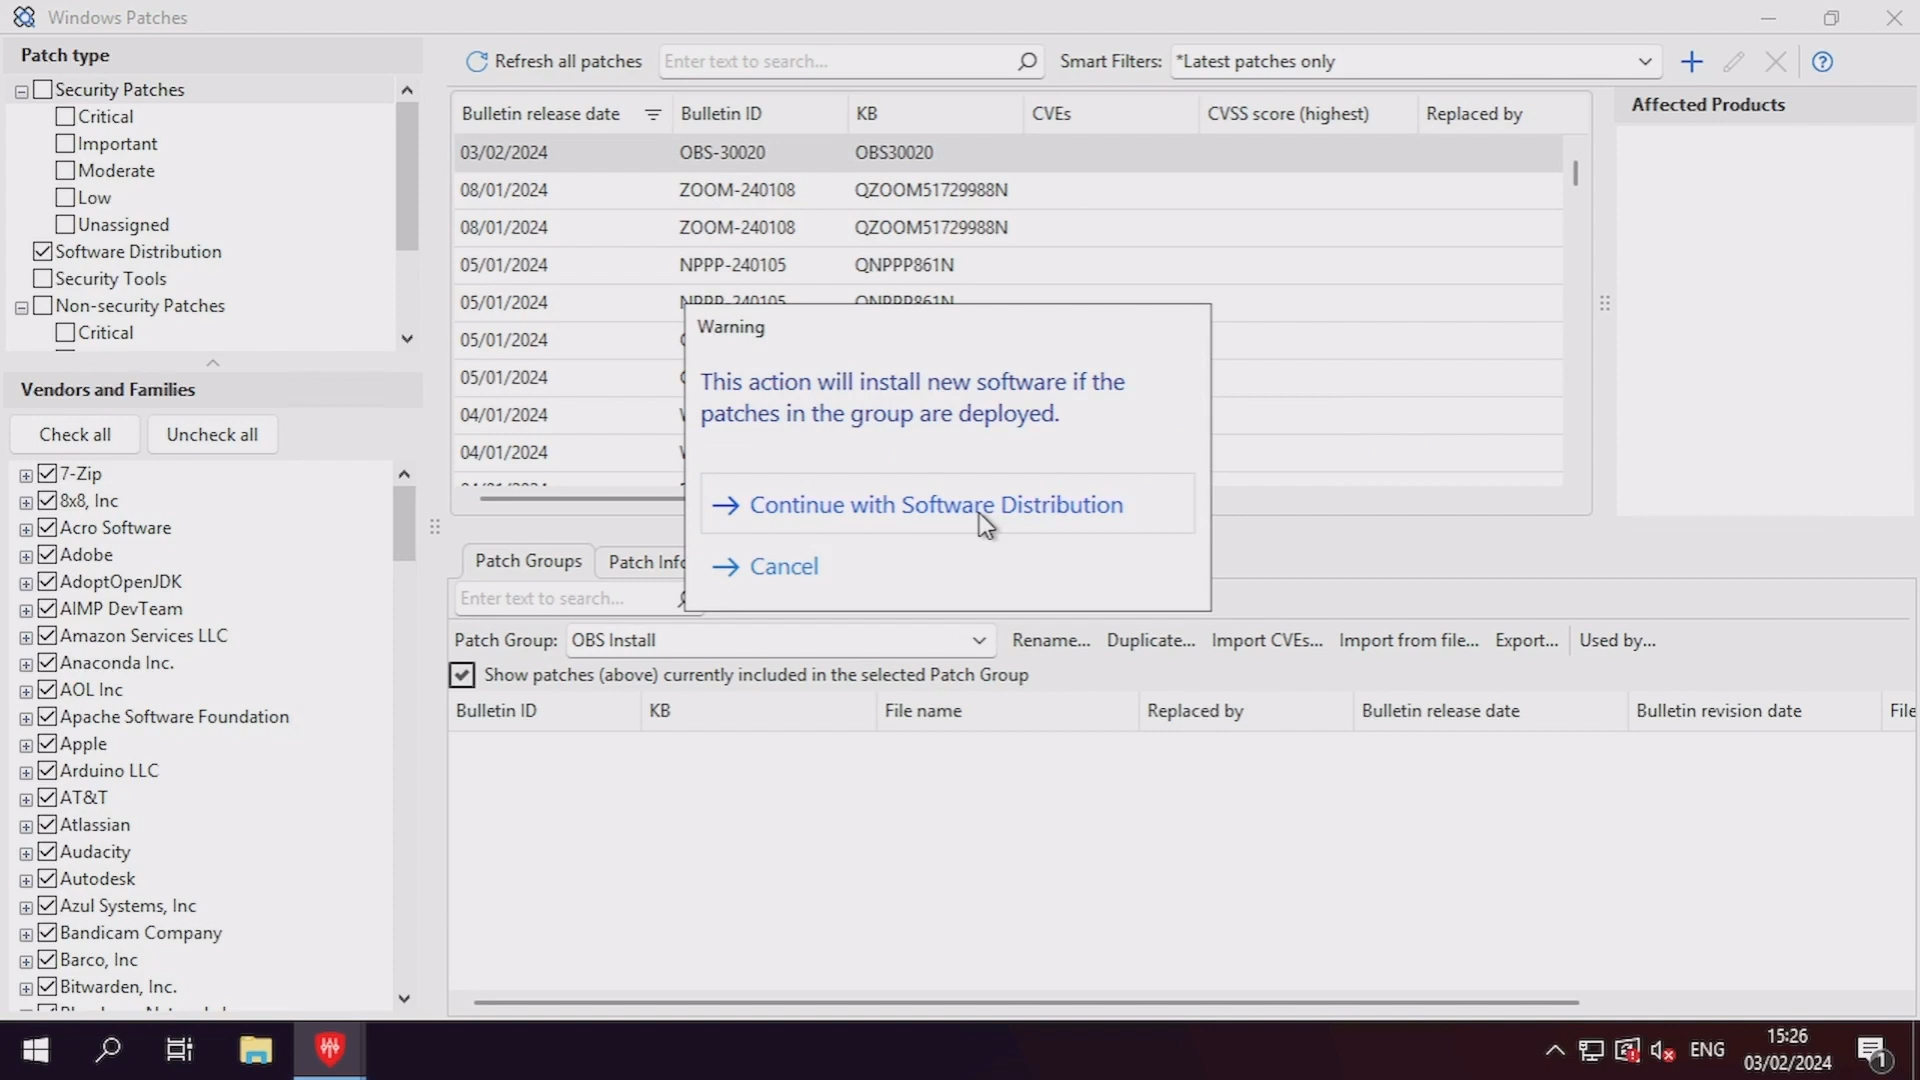 Windows Patches
Patch type
Security Patches
Critical
Important
Moderate
Low
Unassigned
Software Distribution
Security Tools
Non-security Patches
Critical
Vendors and Families
Check all Uncheck all
7-Zip
8x8, Inc
Acro Software
Adobe
AdoptOpenJDK
AIMP DevTeam
Amazon Services LLC
Anaconda Inc.
AOL Inc
Apache Software Foundation
Apple
Arduino LLC
AT&T
Atlassian
Audacity
Autodesk
Azul Systems, Inc
Bandicam Company
Barco, Inc
Bitwarden, Inc.
Refresh all patches Enter text to search... Smart Filters: *Latest patches only
Bulletin release date Bulletin ID KB CVEs CVSS score (highest) Replaced by
03/02/2024 OBS-30020 OBS30020
08/01/2024 ZOOM-240108 QZOOM51729988N
08/01/2024 ZOOM-240108 QZOOM51729988N
05/01/2024 NPPP-240105 QNPPP861N
05/01/2024 NPPP-240105 QNPPP861N
05/01/2024
05/01/2024
04/01/2024
04/01/2024
Affected Products
Warning
This action will install new software if the
patches in the group are deployed.
Continue with Software Distribution
Cancel
Patch Groups Patch Info
Enter text to search...
Patch Group: OBS Install Rename... Duplicate... Import CVEs... Import from file... Export... Used by...
Show patches (above) currently included in the selected Patch Group
Bulletin ID KB File name Replaced by Bulletin release date Bulletin revision date File
ENG
15:26
03/02/2024
1